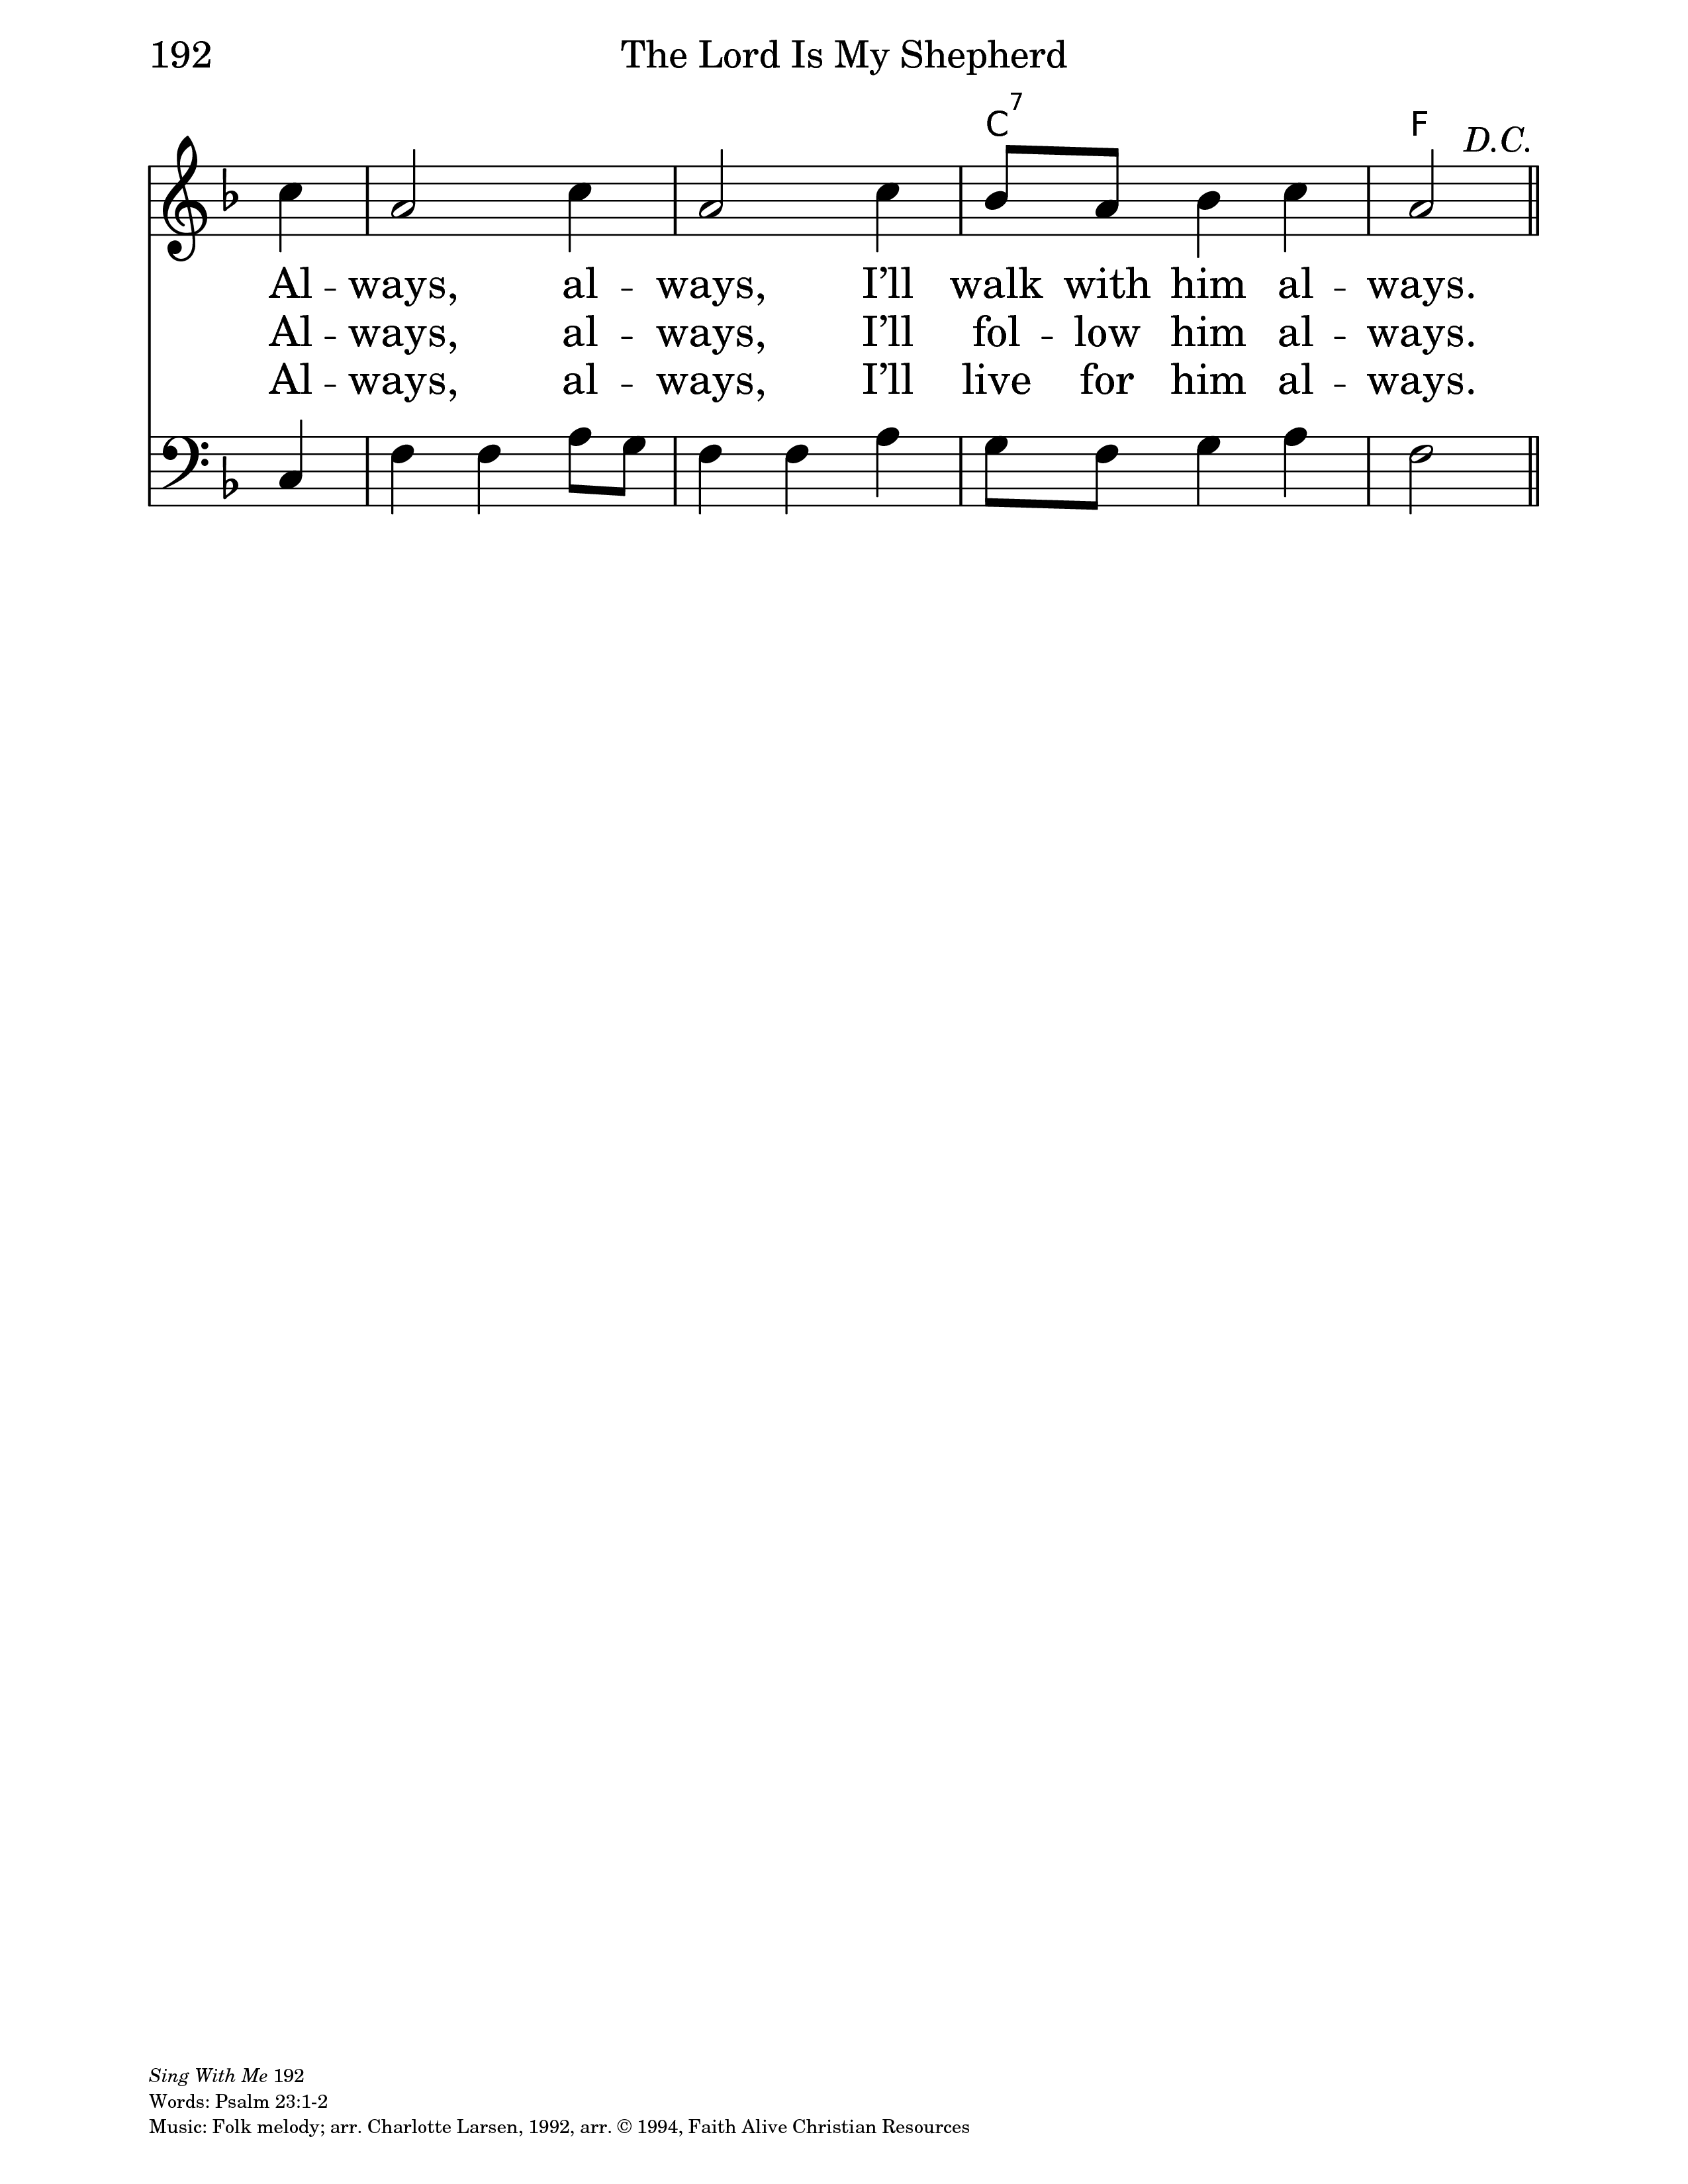 192 The Lord Is My Shepherd
C7 F D.C.
Al – ways, al – ways, I’ll walk with him al – ways.
Al – ways, al – ways, I’ll fol – low him al – ways.
Al – ways, al – ways, I’ll live for him al – ways.
Sing With Me 192
Words: Psalm 23:1-2
Music: Folk melody; arr. Charlotte Larsen, 1992, arr. © 1994, Faith Alive Christian Resources